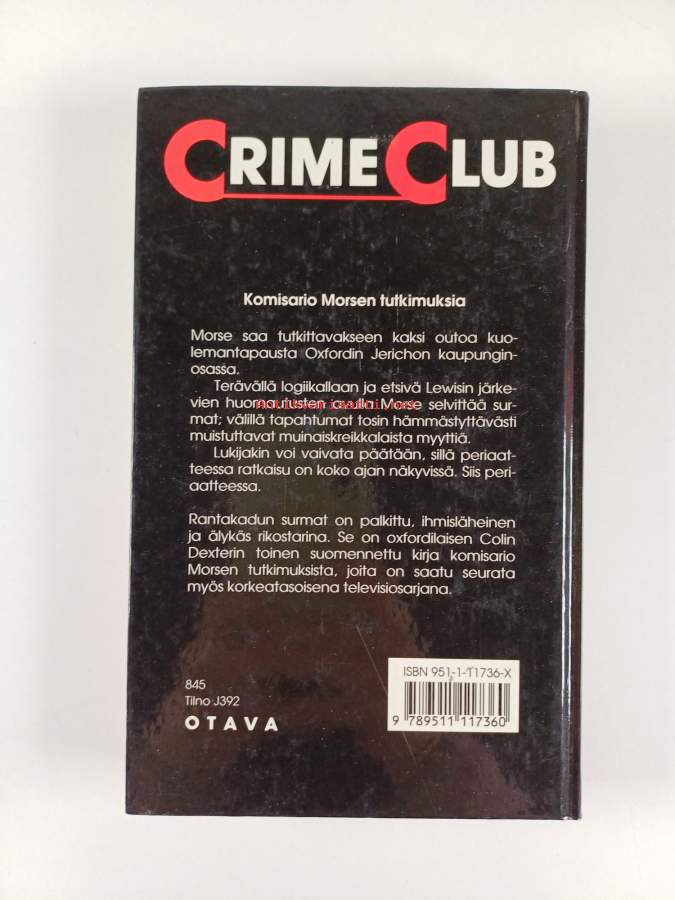 CRIME CLUB
Komisario Morsen tutkimuksia
Morse saa tutkittavakseen kaksi outoa kuo-
lemantapausta Oxfordin Jerichon kaupungin-
osassa.
Terävällä logiikallaan ja etsivä Lewisin järke-
vien huomautusten avulla Morse selvittää sur-
mat; välillä tapahtumat tosin hämmästyttävästi
muistuttavat muinaiskreikkalaista myyttiä.
Lukijakin voi vaivata päätään, sillä periaat-
teessa ratkaisu on koko ajan näkyvissä. Siis peri-
aatteessa.
Rantakadun surmat on palkittu, ihmisläheinen
ja älykäs rikostarina. Se on oxfordilaisen Colin
Dexterin toinen suomennettu kirja komisario
Morsen tutkimuksista, joita on saatu seurata
myös korkeatasoisena televisiosarjana.
ISBN 951-1-11736-X
845
Tilno J392
OTAVA
9 789511 117360